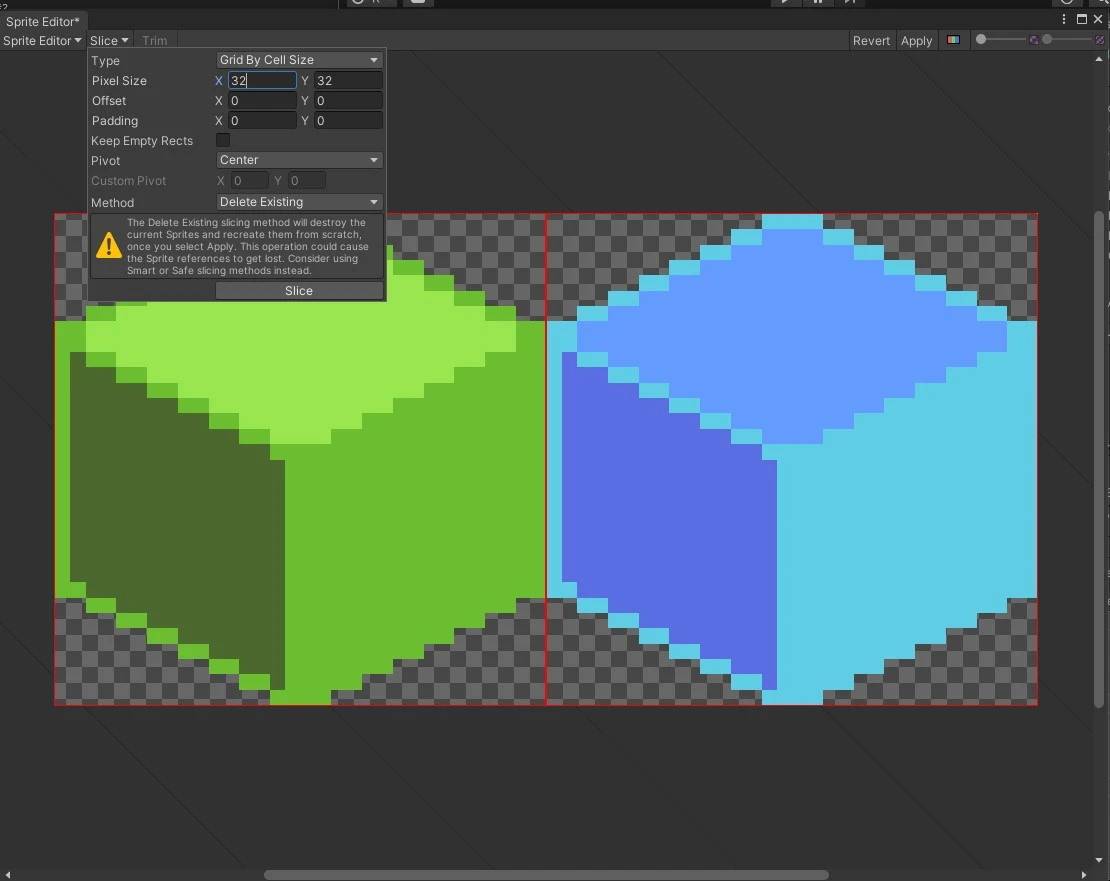 Sprite Editor*
Sprite Editor Slice Trim Revert Apply
Type Grid By Cell Size
Pixel Size X 32 Y 32
Offset X 0 Y 0
Padding X 0 Y 0
Keep Empty Rects
Pivot Center
Custom Pivot X 0 Y 0
Method Delete Existing
The Delete Existing slicing method will destroy the
current Sprites and recreate them from scratch,
once you select Apply. This operation could cause
the Sprite references to get lost. Consider using
Smart or Safe slicing methods instead.
Slice